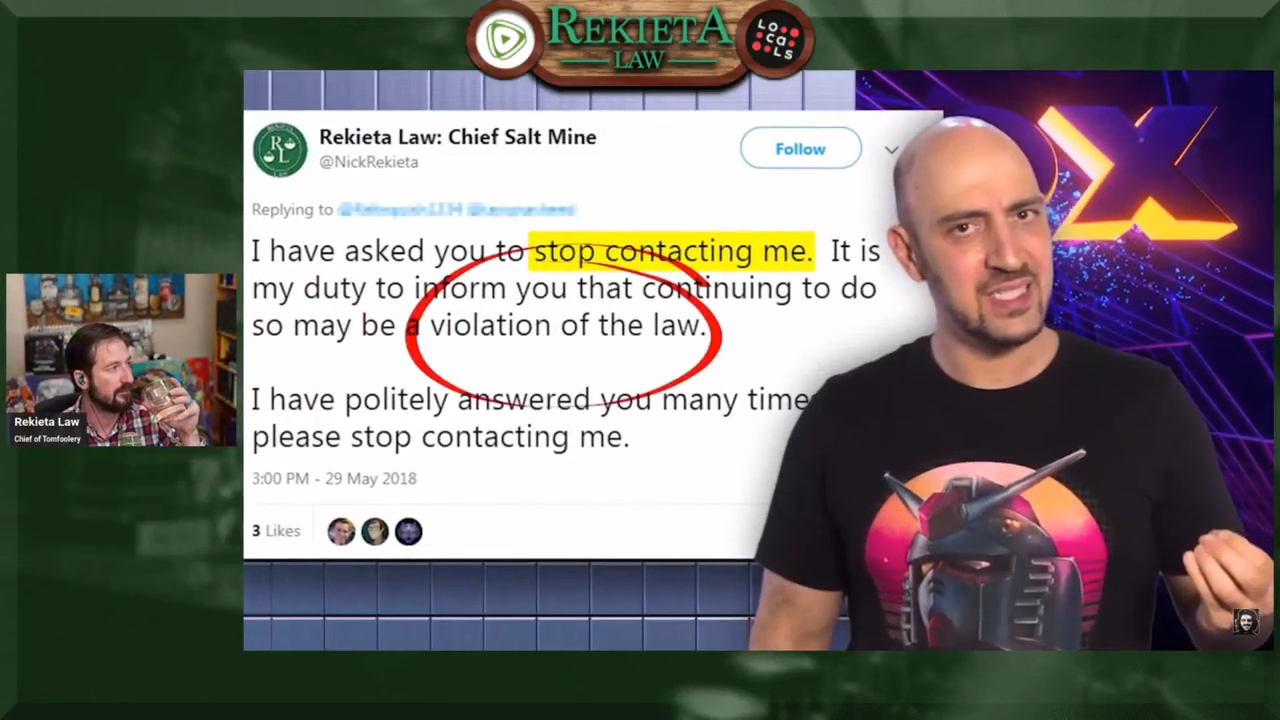 REKIETA
LAW
LOcaLS
Rekieta Law: Chief Salt Mine
@NickRekieta
Follow
Replying to
I have asked you to stop contacting me. It is
my duty to inform you that continuing to do
so may be a violation of the law.
I have politely answered you many time
please stop contacting me.
3:00 PM - 29 May 2018
3 Likes
Rekieta Law
Chief of Tomfoolery